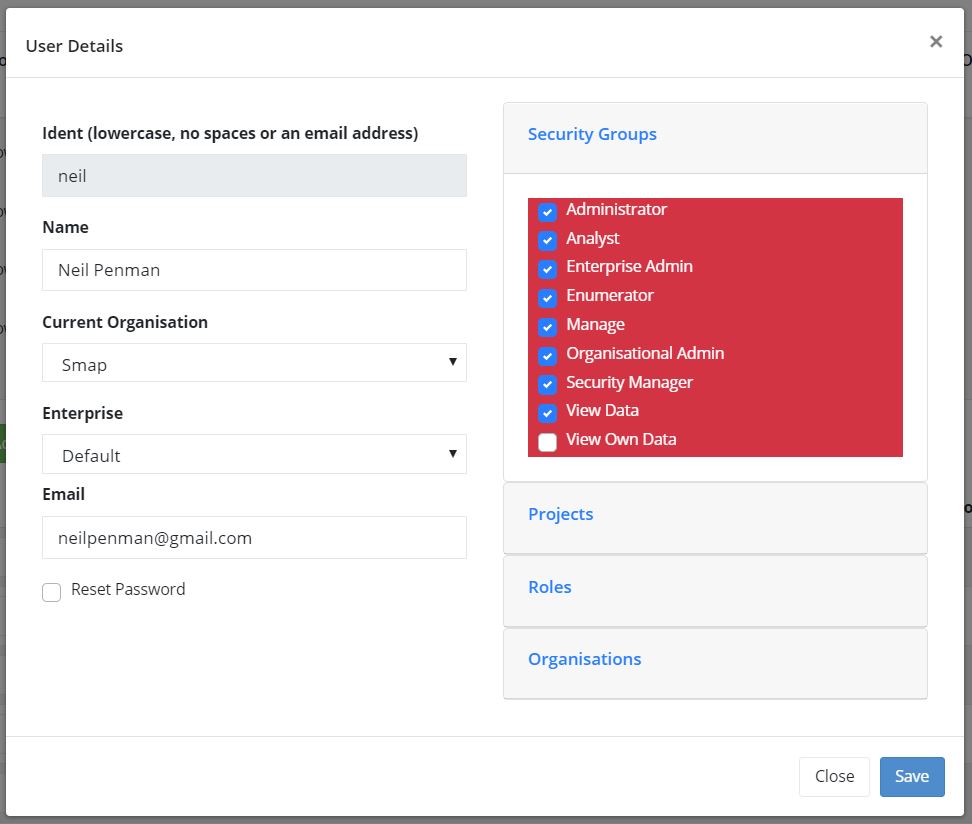 User Details
×
Ident (lowercase, no spaces or an email address)
neil
Name
Neil Penman
Current Organisation
Smap
Enterprise
Default
Email
neilpenman@gmail.com
Reset Password
Security Groups
Administrator
Analyst
Enterprise Admin
Enumerator
Manage
Organisational Admin
Security Manager
View Data
View Own Data
Projects
Roles
Organisations
Close
Save